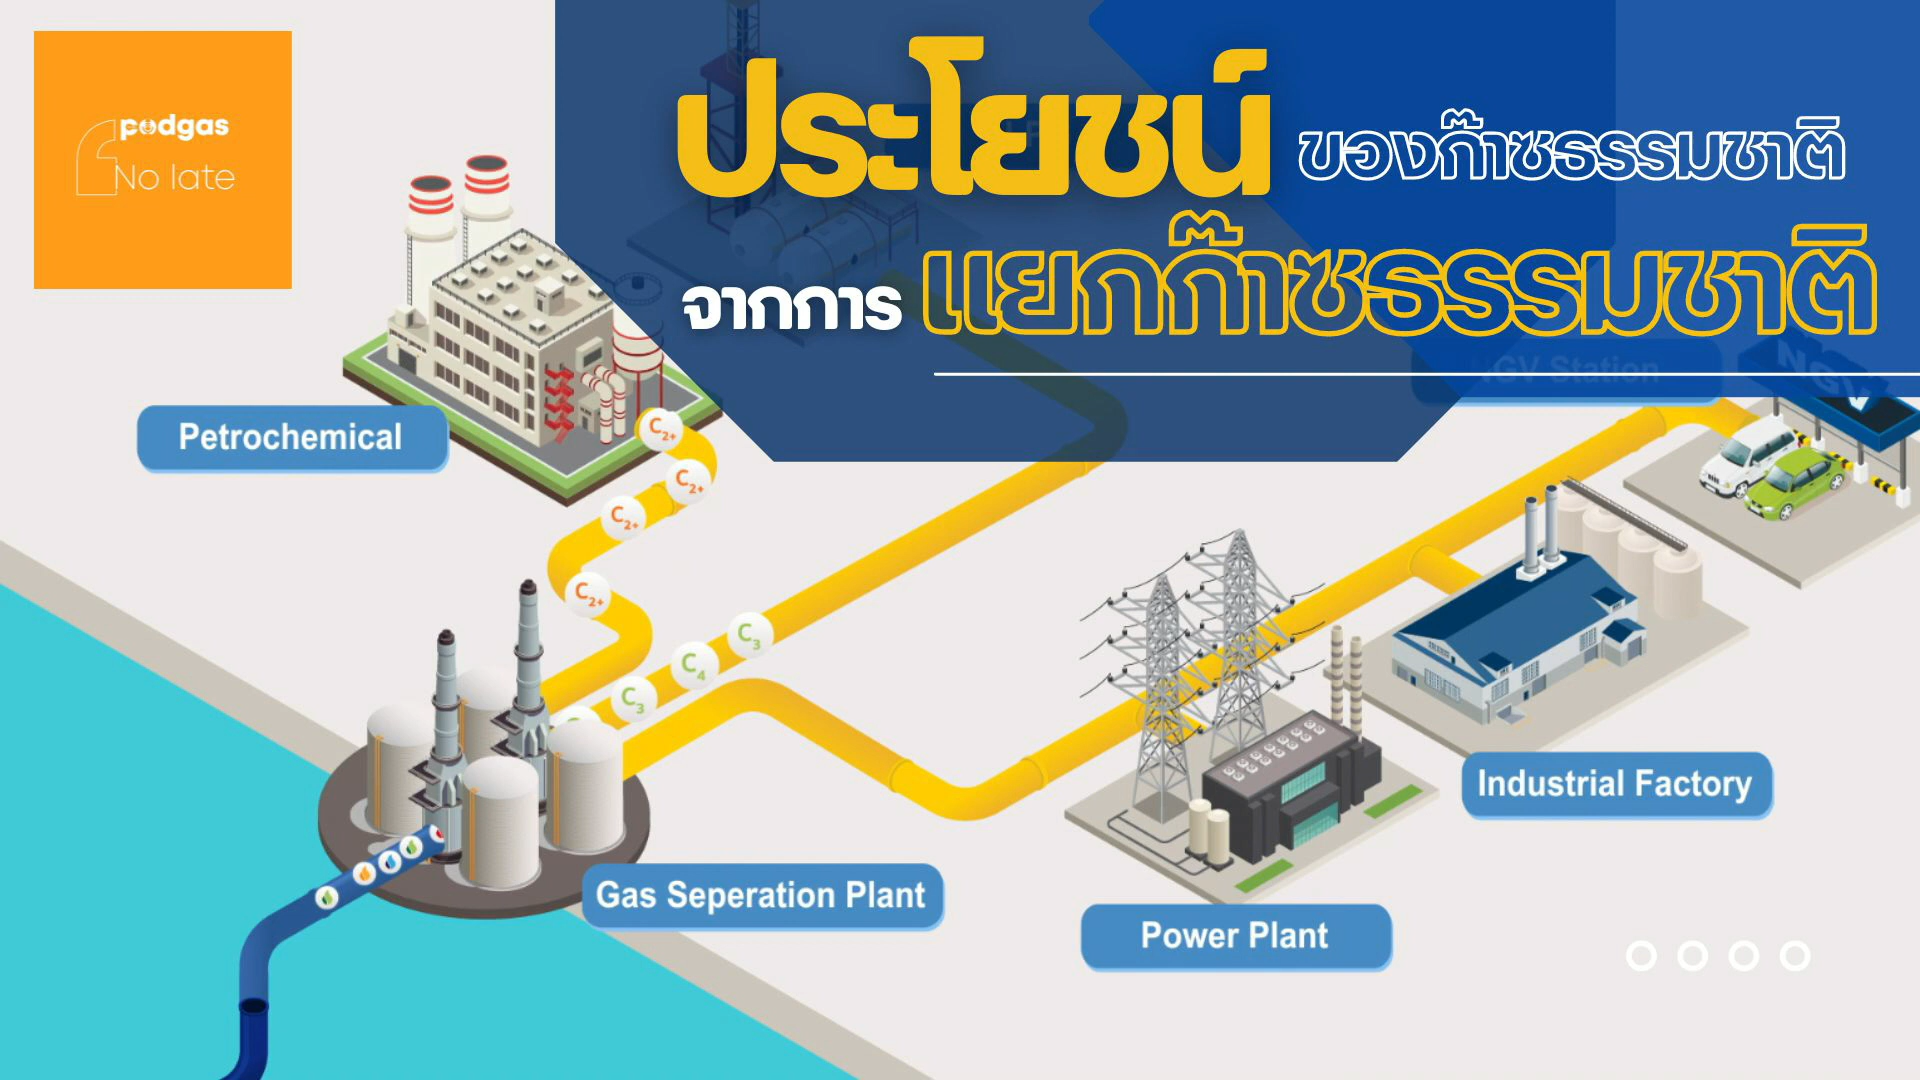 podgas
No late
ประโยชน์ ของก๊าซธรรมชาติ
จากการ แยกก๊าซธรรมชาติ
NGV Station
NGV
Petrochemical
C2+
C2+
C2+
C2+
C3
C4
C3
Industrial Factory
Gas Seperation Plant
Power Plant